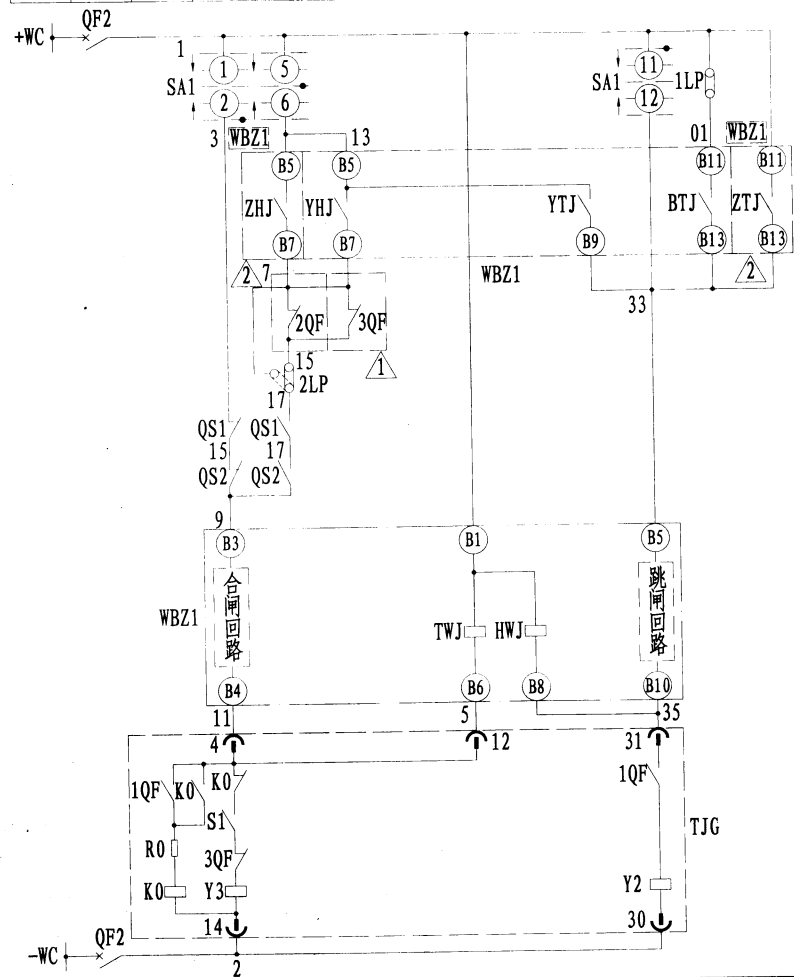 QF2
+WC
1
1
5
11
SA1
SA1
1LP
2
6
12
3
WBZ1
13
01
WBZ1
B5
B5
B11
B11
ZHJ
YHJ
YTJ
BTJ
ZTJ
B7
B7
B9
B13
B13
2
7
WBZ1
2
33
2QF
3QF
15
1
2LP
17
QS1
QS1
15
17
QS2
QS2
9
B3
B1
B5
合闸回路
跳闸回路
WBZ1
TWJ
HWJ
B4
B6
B8
B10
11
5
35
4
12
31
1QF
K0
K0
1QF
S1
TJG
R0
3QF
K0
Y3
Y2
14
30
QF2
-WC
2